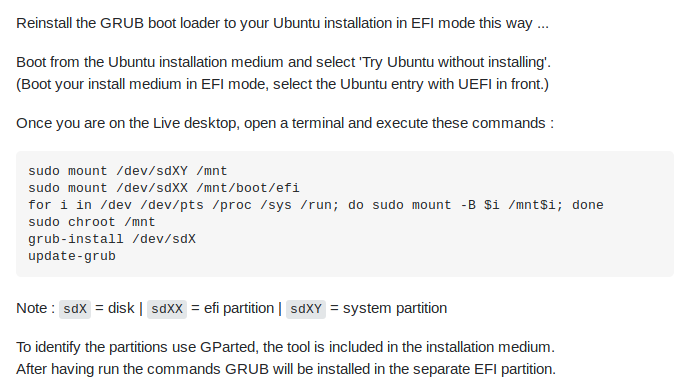 Reinstall the GRUB boot loader to your Ubuntu installation in EFI mode this way ...
Boot from the Ubuntu installation medium and select 'Try Ubuntu without installing'.
(Boot your install medium in EFI mode, select the Ubuntu entry with UEFI in front.)
Once you are on the Live desktop, open a terminal and execute these commands :
sudo mount /dev/sdXY /mnt
sudo mount /dev/sdXX /mnt/boot/efi
for i in /dev /dev/pts /proc /sys /run; do sudo mount -B $i /mnt$i; done
sudo chroot /mnt
grub-install /dev/sdX
update-grub
Note : sdX = disk | sdXX = efi partition | sdXY = system partition
To identify the partitions use GParted, the tool is included in the installation medium.
After having run the commands GRUB will be installed in the separate EFI partition.